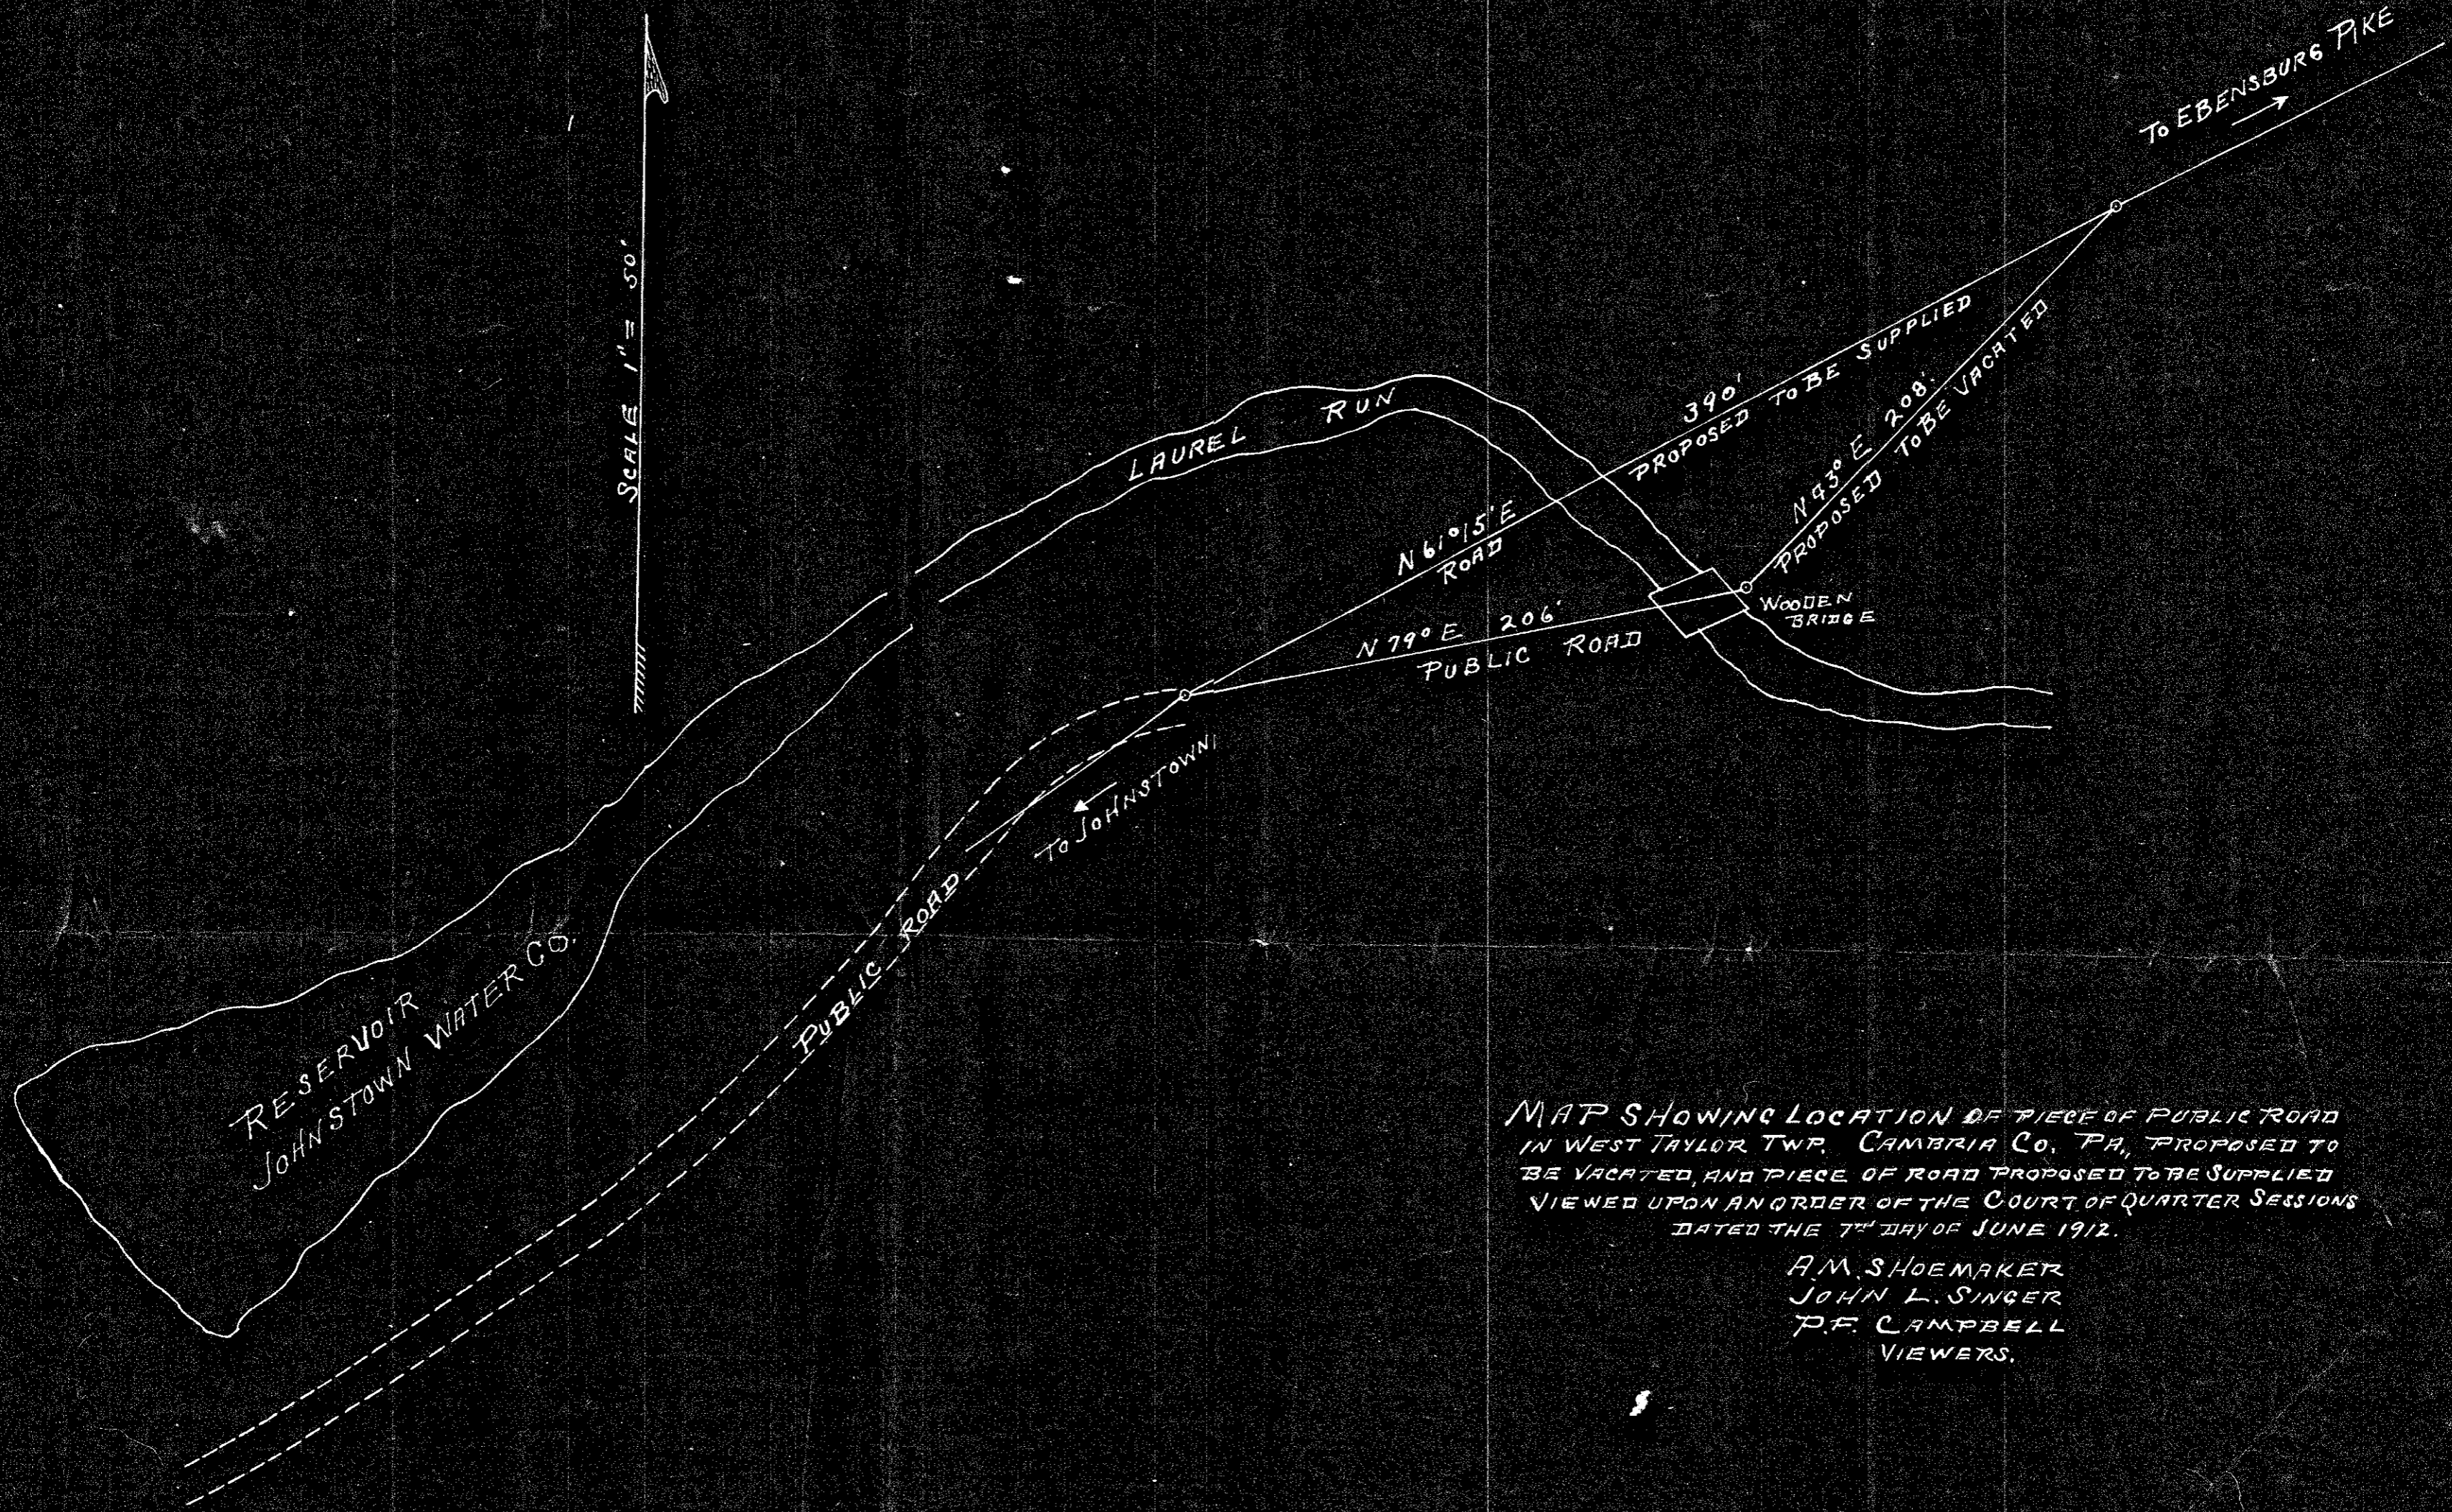 To EBENSBURG PIKE
SCALE 1" = 50'
LAUREL RUN
390'
PROPOSED TO BE SUPPLIED
N 43° E 208'
PROPOSED TO BE VACATED
N 61° 15' E
ROAD
WOODEN
BRIDGE
N 79° E 206'
PUBLIC ROAD
To JOHNSTOWN
PUBLIC ROAD
RESERVOIR
JOHNSTOWN WATER CO.
MAP SHOWING LOCATION OF PIECE OF PUBLIC ROAD
IN WEST TAYLOR TWP. CAMBRIA CO. PA., PROPOSED TO
BE VACATED, AND PIECE OF ROAD PROPOSED TO BE SUPPLIED
VIEWED UPON AN ORDER OF THE COURT OF QUARTER SESSIONS
DATED THE DAY OF JUNE 1912.
A.M. SHOEMAKER
JOHN L. SINGER
P.F. CAMPBELL
VIEWERS.